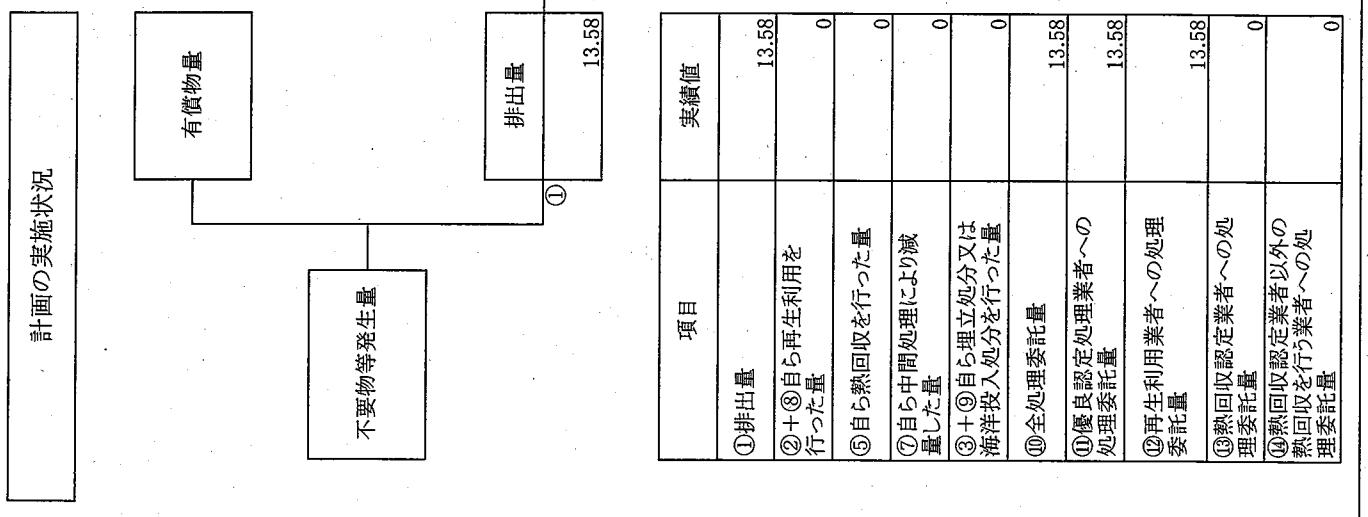 計画の実施状況
有償物量
不要物等発生量
排出量
①
13.58
項目
実績値
①排出量
13.58
②+⑧自ら再生利用を
行った量
0
⑤自ら熱回収を行った量
0
⑦自ら中間処理により減
量した量
0
③+⑨自ら埋立処分又は
海洋投入処分を行った量
0
⑩全処理委託量
13.58
⑪優良認定処理業者への
処理委託量
13.58
⑫再生利用業者への処理
委託量
13.58
⑬熱回収認定業者への処
理委託量
0
⑭熱回収認定業者以外の
熱回収を行う業者への処
理委託量
0